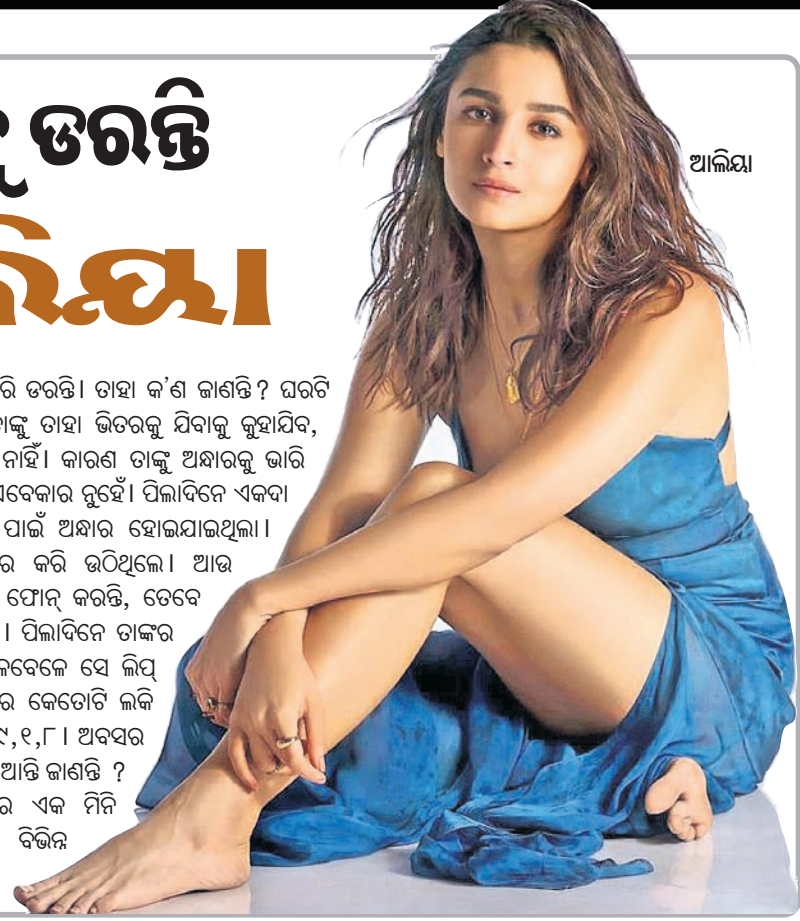 ଡରନ୍ତି
ଆଲିୟା
ଡରନ୍ତି। ତାହା କ'ଣ ଜାଣନ୍ତି? ଘରଟି
ତାହା ଭିତରକୁ ଯିବାକୁ କୁହାଯିବ,
ନାହିଁ। କାରଣ ତାଙ୍କୁ ଅନ୍ଧାରକୁ ଭାରି
ନୁହେଁ। ପିଲାଦିନେ ଏକଦା
ପାଇଁ ଅନ୍ଧାର ହୋଇଯାଇଥିଲା।
କରି ଉଠିଥିଲେ। ଆଉ
ଫୋନ୍ କରନ୍ତି, ତେବେ
। ପିଲାଦିନେ ତାଙ୍କର
ସେ ଲିପ୍
କେତୋଟି ଲକି
୯,୧,୮। ଅବସର
ଜାଣନ୍ତି ?
ଏକ ମିନି
ବିଭିନ୍ନ